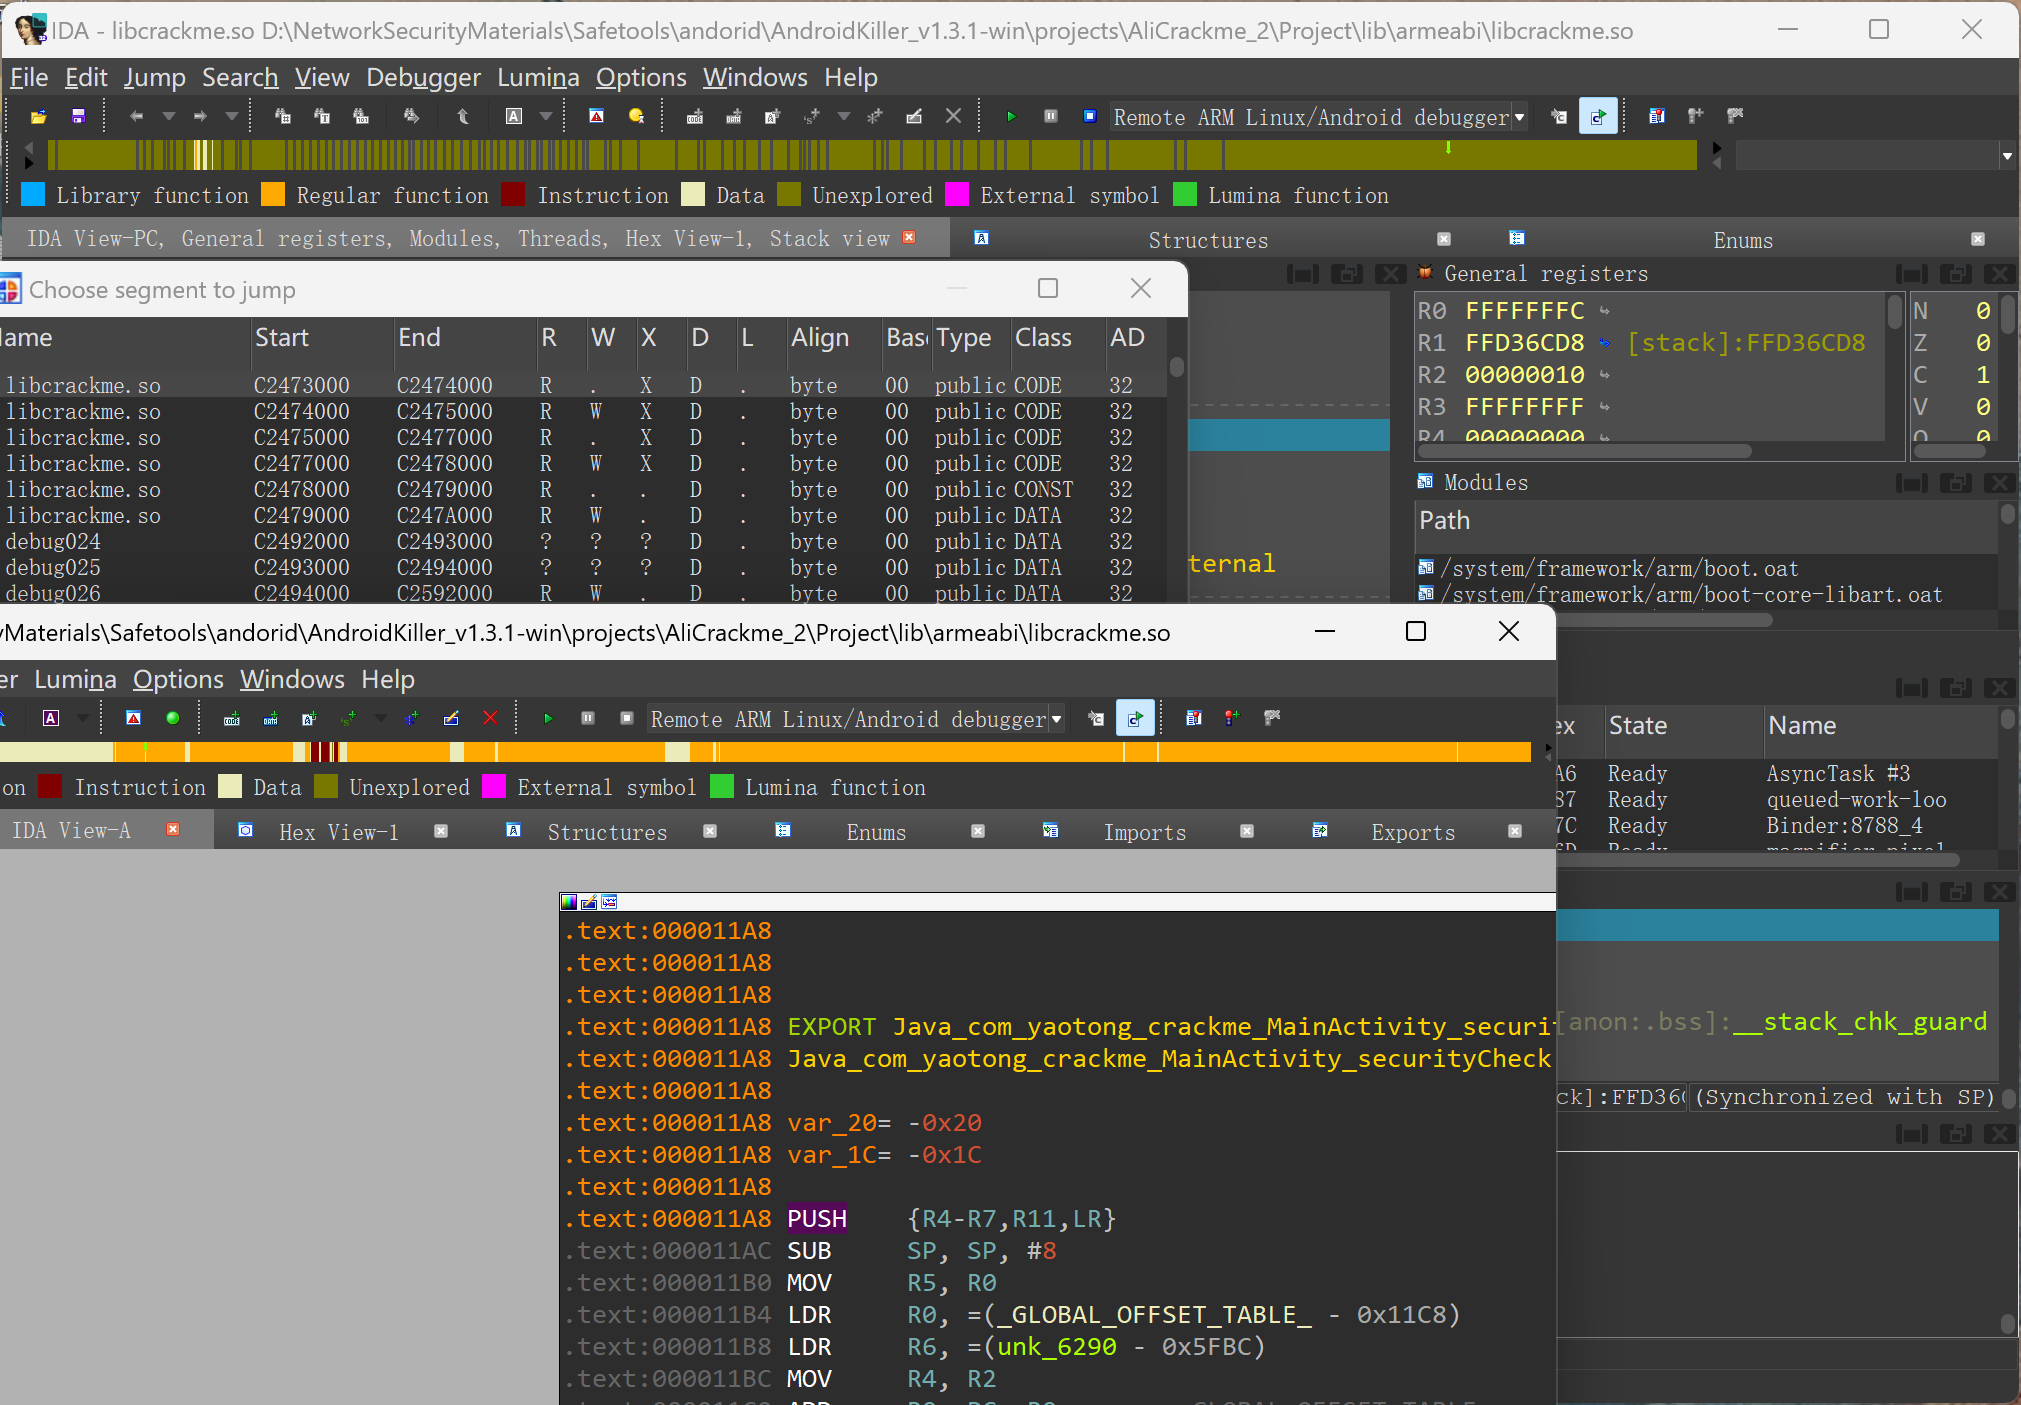 IDA - libcrackme.so D:\NetworkSecurityMaterials\Safetools\andorid\AndroidKiller_v1.3.1-win\projects\AliCrackme_2\Project\lib\armeabi\libcrackme.so
File Edit Jump Search View Debugger Lumina Options Windows Help
Remote ARM Linux/Android debugger
Library function Regular function Instruction Data Unexplored External symbol Lumina function
IDA View-PC, General registers, Modules, Threads, Hex View-1, Stack view Structures Enums
Choose segment to jump
ame Start End R W X D L Align Bas Type Class AD
libcrackme.so C2473000 C2474000 R . X D . byte 00 public CODE 32
libcrackme.so C2474000 C2475000 R W X D . byte 00 public CODE 32
libcrackme.so C2475000 C2477000 R . X D . byte 00 public CODE 32
libcrackme.so C2477000 C2478000 R W X D . byte 00 public CODE 32
libcrackme.so C2478000 C2479000 R . . D . byte 00 public CONST 32
libcrackme.so C2479000 C247A000 R W . D . byte 00 public DATA 32
debug024 C2492000 C2493000 ? ? ? D . byte 00 public DATA 32
debug025 C2493000 C2494000 ? ? ? D . byte 00 public DATA 32
debug026 C2494000 C2592000 R W . D . byte 00 public DATA 32
ternal
General registers
R0 FFFFFFFC
R1 FFD36CD8 [stack]:FFD36CD8
R2 00000010
R3 FFFFFFFF
R4 00000000
N 0
Z 0
C 1
V 0
Q 0
Modules
Path
/system/framework/arm/boot.oat
/system/framework/arm/boot-core-libart.oat
yMaterials\Safetools\andorid\AndroidKiller_v1.3.1-win\projects\AliCrackme_2\Project\lib\armeabi\libcrackme.so
er Lumina Options Windows Help
Remote ARM Linux/Android debugger
on Instruction Data Unexplored External symbol Lumina function
IDA View-A Hex View-1 Structures Enums Imports Exports
ex State Name
A6 Ready AsyncTask #3
87 Ready queued-work-loo
7C Ready Binder:8788_4
6D Ready magnifier pixel
.text:000011A8
.text:000011A8
.text:000011A8
.text:000011A8 EXPORT Java_com_yaotong_crackme_MainActivity_securi
.text:000011A8 Java_com_yaotong_crackme_MainActivity_securityCheck
.text:000011A8
.text:000011A8 var_20= -0x20
.text:000011A8 var_1C= -0x1C
.text:000011A8
.text:000011A8 PUSH {R4-R7,R11,LR}
.text:000011AC SUB SP, SP, #8
.text:000011B0 MOV R5, R0
.text:000011B4 LDR R0, =(_GLOBAL_OFFSET_TABLE_ - 0x11C8)
.text:000011B8 LDR R6, =(unk_6290 - 0x5FBC)
.text:000011BC MOV R4, R2
[anon:.bss]:__stack_chk_guard
ck]:FFD36C (Synchronized with SP)